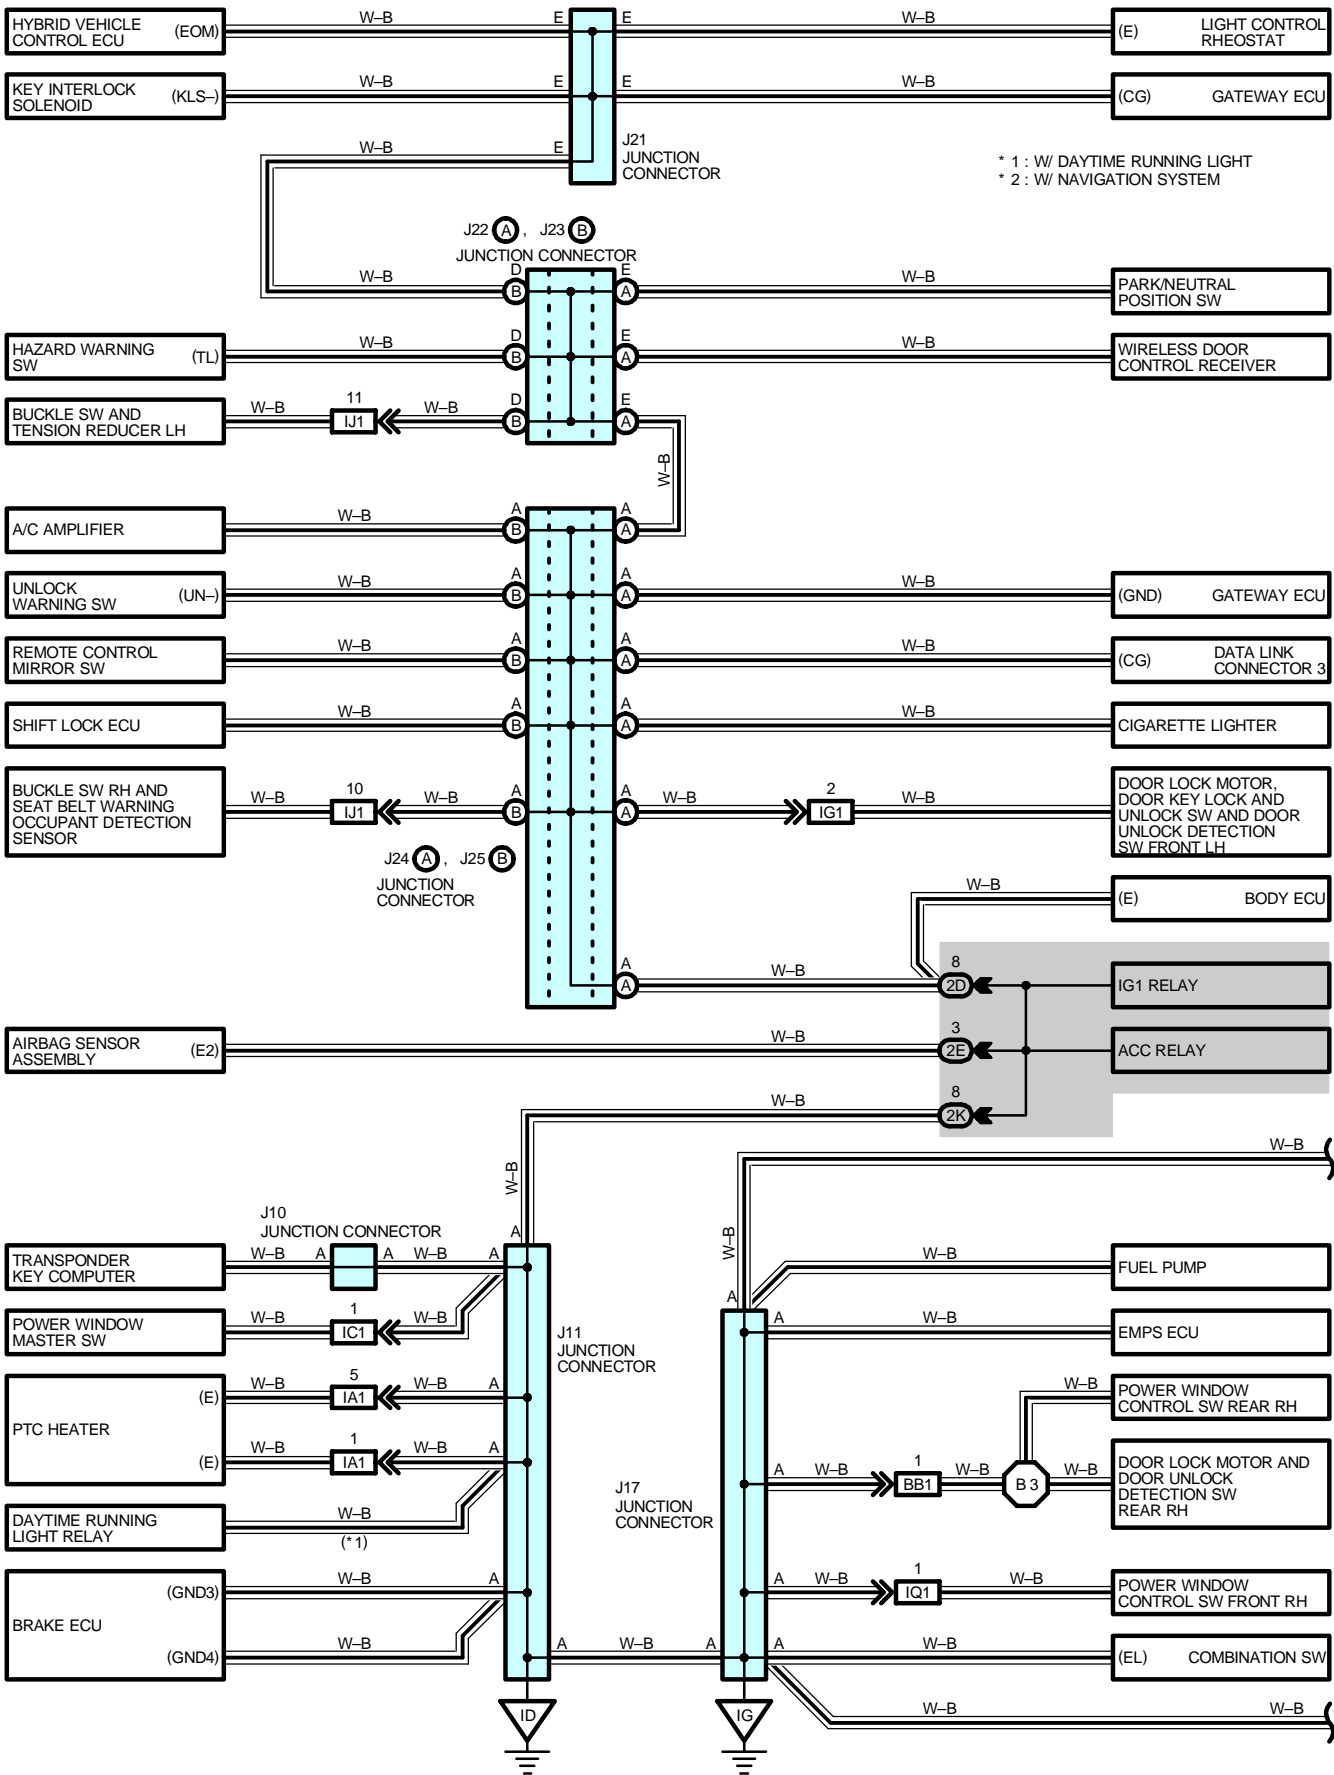 HYBRID VEHICLE
CONTROL ECU
(EOM)
W–B
E
E
W–B
(E)
LIGHT CONTROL
RHEOSTAT
KEY INTERLOCK
SOLENOID
(KLS–)
W–B
E
E
W–B
(CG)
GATEWAY ECU
W–B
E
J21
JUNCTION
CONNECTOR
* 1 : W/ DAYTIME RUNNING LIGHT
* 2 : W/ NAVIGATION SYSTEM
J22 A , J23 B
JUNCTION CONNECTOR
W–B
D
B
E
A
W–B
PARK/NEUTRAL
POSITION SW
HAZARD WARNING
SW
(TL)
W–B
D
B
E
A
W–B
WIRELESS DOOR
CONTROL RECEIVER
BUCKLE SW AND
TENSION REDUCER LH
W–B
11
IJ1
W–B
D
B
E
A
W–B
A/C AMPLIFIER
W–B
A
B
A
A
UNLOCK
WARNING SW
(UN–)
W–B
A
B
A
A
W–B
(GND)
GATEWAY ECU
REMOTE CONTROL
MIRROR SW
W–B
A
B
A
A
W–B
(CG)
DATA LINK
CONNECTOR 3
SHIFT LOCK ECU
W–B
A
B
A
A
W–B
CIGARETTE LIGHTER
BUCKLE SW RH AND
SEAT BELT WARNING
OCCUPANT DETECTION
SENSOR
W–B
10
IJ1
W–B
A
B
A
A
W–B
2
IG1
W–B
DOOR LOCK MOTOR,
DOOR KEY LOCK AND
UNLOCK SW AND DOOR
UNLOCK DETECTION
SW FRONT LH
J24 A , J25 B
JUNCTION
CONNECTOR
W–B
(E)
BODY ECU
A
A
W–B
8
2D
IG1 RELAY
AIRBAG SENSOR
ASSEMBLY
(E2)
W–B
3
2E
ACC RELAY
W–B
8
2K
W–B
W–B
W–B
J10
JUNCTION CONNECTOR
A
TRANSPONDER
KEY COMPUTER
W–B
A
A
W–B
A
W–B
FUEL PUMP
POWER WINDOW
MASTER SW
W–B
1
IC1
W–B
J11
JUNCTION
CONNECTOR
A
A
W–B
EMPS ECU
PTC HEATER
(E)
W–B
5
IA1
W–B
A
W–B
POWER WINDOW
CONTROL SW REAR RH
(E)
W–B
1
IA1
W–B
A
J17
JUNCTION
CONNECTOR
A
W–B
1
BB1
W–B
B 3
W–B
DOOR LOCK MOTOR AND
DOOR UNLOCK
DETECTION SW
REAR RH
DAYTIME RUNNING
LIGHT RELAY
W–B
(* 1)
BRAKE ECU
(GND3)
W–B
A
A
W–B
1
IQ1
W–B
POWER WINDOW
CONTROL SW FRONT RH
(GND4)
W–B
A
W–B
A
A
W–B
(EL)
COMBINATION SW
ID
IG
W–B
W–B